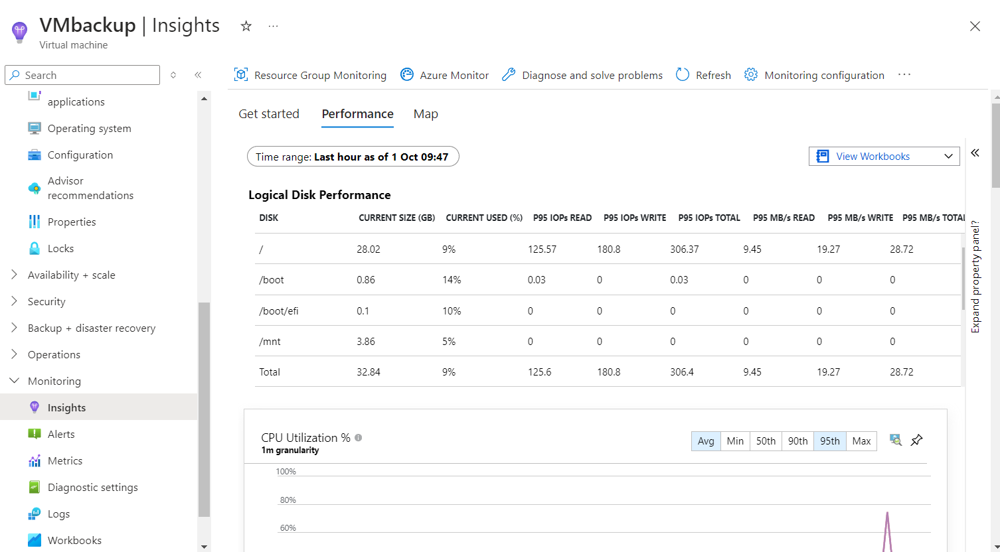 VMbackup | Insights
Virtual machine
Search
Resource Group Monitoring
Azure Monitor
Diagnose and solve problems
Refresh
Monitoring configuration
applications
Operating system
Configuration
Advisor
recommendations
Properties
Locks
Availability + scale
Security
Backup + disaster recovery
Operations
Monitoring
Insights
Alerts
Metrics
Diagnostic settings
Logs
Workbooks
Get started
Performance
Map
Time range: Last hour as of 1 Oct 09:47
View Workbooks
Expand property panel?
Logical Disk Performance
DISK CURRENT SIZE (GB) CURRENT USED (%) P95 IOPs READ P95 IOPs WRITE P95 IOPs TOTAL P95 MB/s READ P95 MB/s WRITE P95 MB/s TOTAL
/ 28.02 9% 125.57 180.8 306.37 9.45 19.27 28.72
/boot 0.86 14% 0.03 0 0.03 0 0 0
/boot/efi 0.1 10% 0 0 0 0 0 0
/mnt 3.86 5% 0 0 0 0 0 0
Total 32.84 9% 125.6 180.8 306.4 9.45 19.27 28.72
CPU Utilization %
1m granularity
Avg Min 50th 90th 95th Max
100%
80%
60%